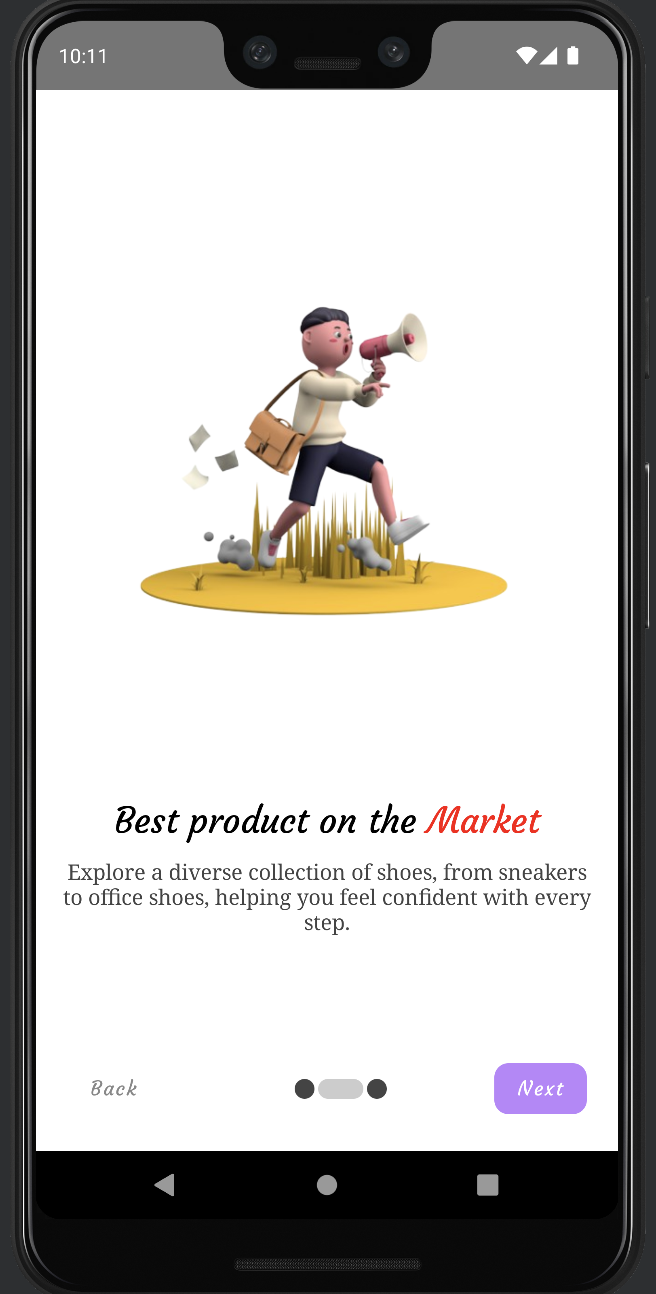 10:11
Best product on the Market
Explore a diverse collection of shoes, from sneakers
to office shoes, helping you feel confident with every
step.
Back
Next